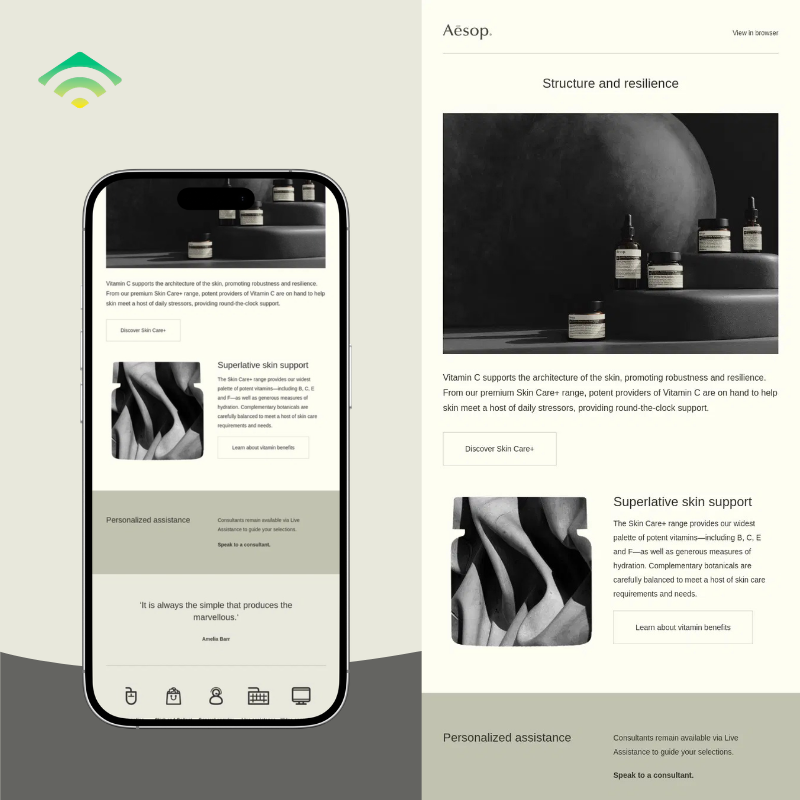 Vitamin C supports the architecture of the skin, promoting robustness and resilience.
From our premium Skin Care+ range, potent providers of Vitamin C are on hand to help
skin meet a host of daily stressors, providing round-the-clock support.
Discover Skin Care+
Superlative skin support
The Skin Care+ range provides our widest
palette of potent vitamins—including B, C, E
and F—as well as generous measures of
hydration. Complementary botanicals are
carefully balanced to meet a host of skin care
requirements and needs.
Learn about vitamin benefits
Personalized assistance
Consultants remain available via Live
Assistance to guide your selections.
Speak to a consultant.
'It is always the simple that produces the
marvellous.'
Amelia Barr
Aēsop.
View in browser
Structure and resilience
Vitamin C supports the architecture of the skin, promoting robustness and resilience.
From our premium Skin Care+ range, potent providers of Vitamin C are on hand to help
skin meet a host of daily stressors, providing round-the-clock support.
Discover Skin Care+
Superlative skin support
The Skin Care+ range provides our widest
palette of potent vitamins—including B, C, E
and F—as well as generous measures of
hydration. Complementary botanicals are
carefully balanced to meet a host of skin care
requirements and needs.
Learn about vitamin benefits
Personalized assistance
Consultants remain available via Live
Assistance to guide your selections.
Speak to a consultant.